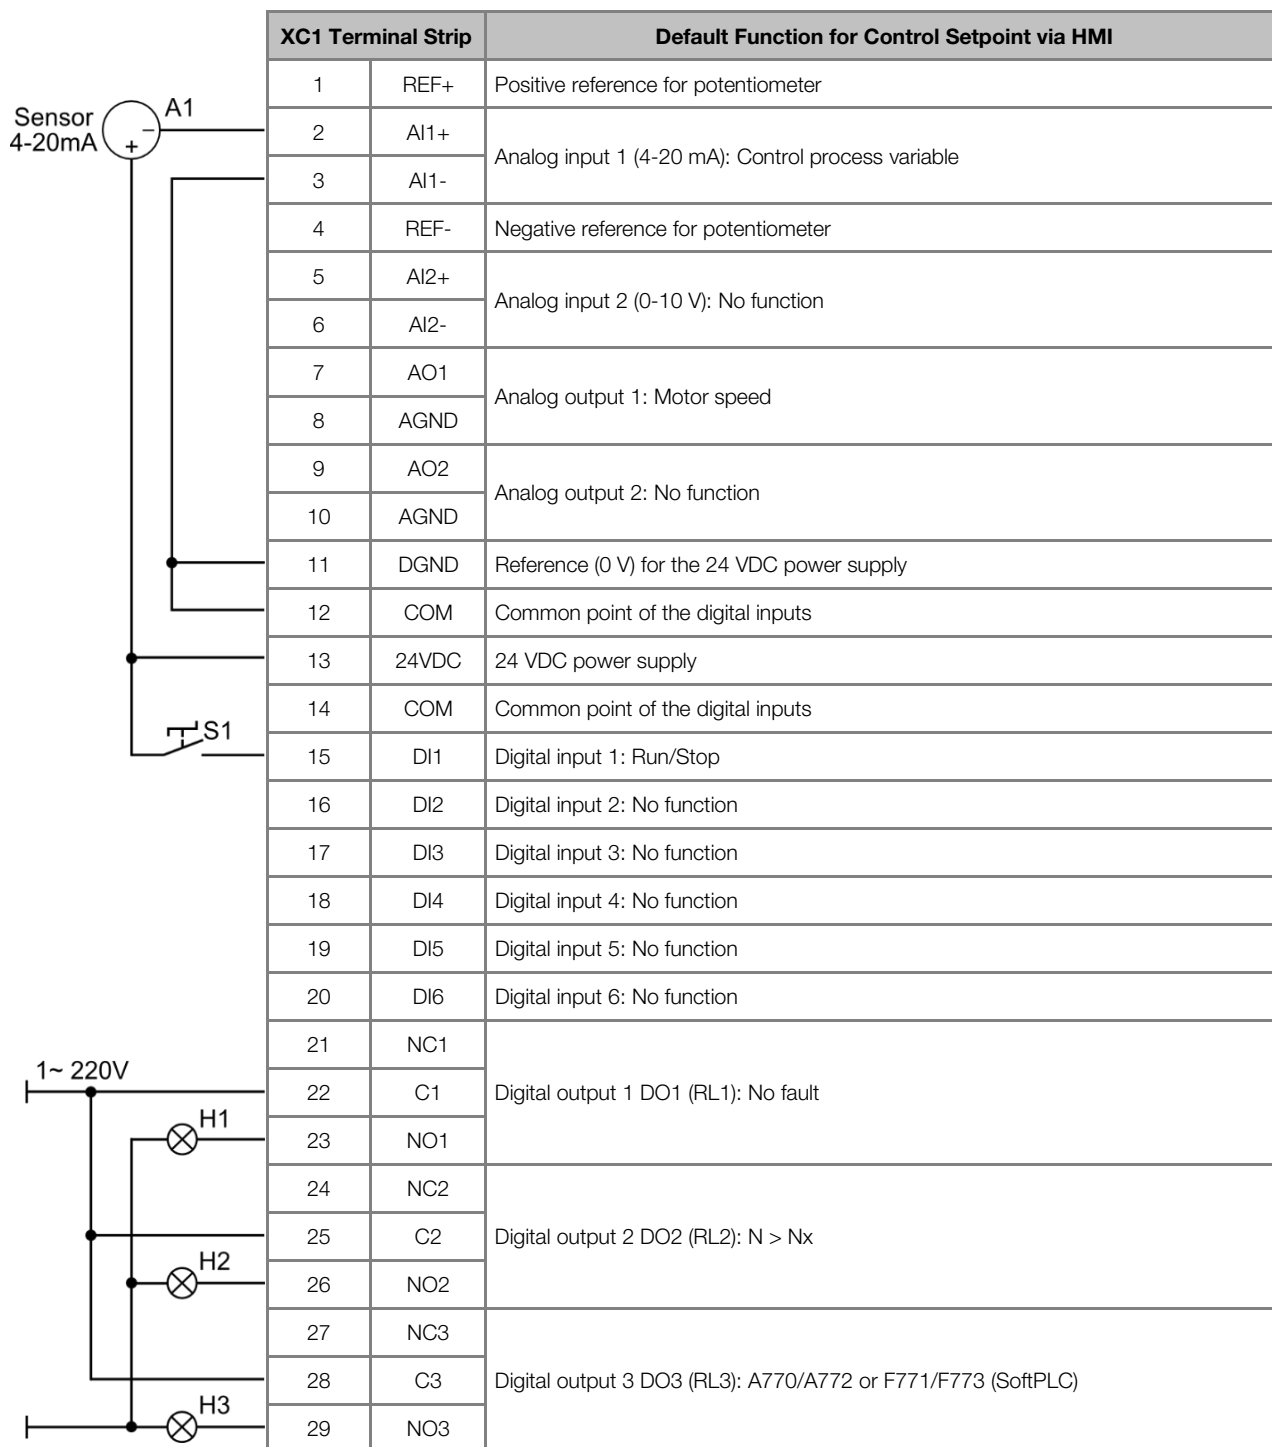 XC1 Terminal Strip Default Function for Control Setpoint via HMI
1 REF+ Positive reference for potentiometer
Sensor
4-20mA
A1
+
−
2 AI1+
Analog input 1 (4-20 mA): Control process variable
3 AI1-
4 REF- Negative reference for potentiometer
5 AI2+
Analog input 2 (0-10 V): No function
6 AI2-
7 AO1
Analog output 1: Motor speed
8 AGND
9 AO2
Analog output 2: No function
10 AGND
11 DGND Reference (0 V) for the 24 VDC power supply
12 COM Common point of the digital inputs
13 24VDC 24 VDC power supply
14 COM Common point of the digital inputs
S1
15 DI1 Digital input 1: Run/Stop
16 DI2 Digital input 2: No function
17 DI3 Digital input 3: No function
18 DI4 Digital input 4: No function
19 DI5 Digital input 5: No function
20 DI6 Digital input 6: No function
21 NC1
1~ 220V
22 C1 Digital output 1 DO1 (RL1): No fault
H1
23 NO1
24 NC2
25 C2 Digital output 2 DO2 (RL2): N > Nx
H2
26 NO2
27 NC3
28 C3 Digital output 3 DO3 (RL3): A770/A772 or F771/F773 (SoftPLC)
H3
29 NO3